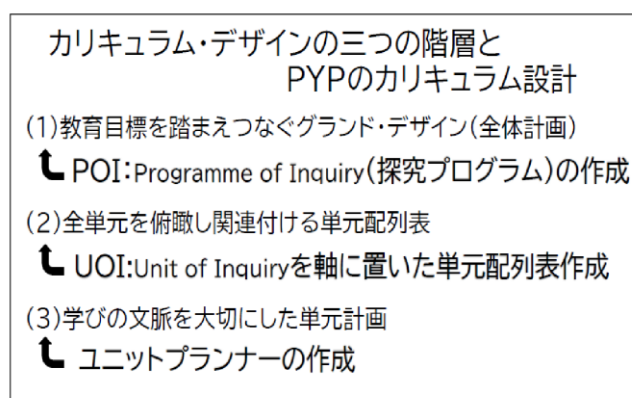 カリキュラム・デザインの三つの階層と
PYPのカリキュラム設計
(1)教育目標を踏まえつなぐグランド・デザイン(全体計画)
POI:Programme of Inquiry(探究プログラム)の作成
(2)全単元を俯瞰し関連付ける単元配列表
UOI:Unit of Inquiryを軸に置いた単元配列表作成
(3)学びの文脈を大切にした単元計画
ユニットプランナーの作成